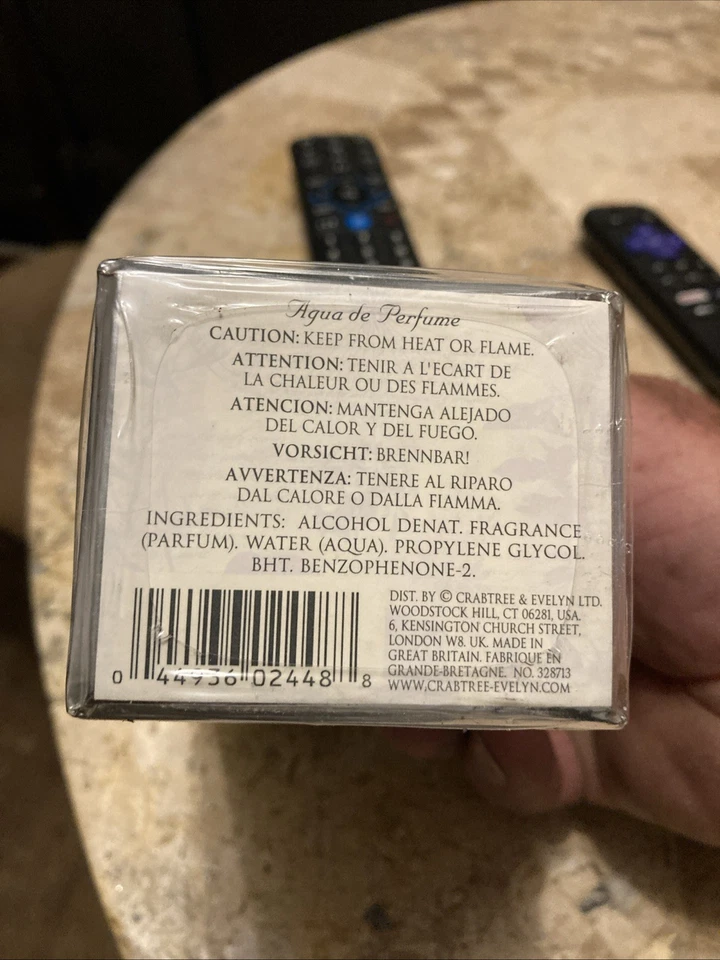 Agua de Perfume
CAUTION: KEEP FROM HEAT OR FLAME.
ATTENTION: TENIR A L'ECART DE
LA CHALEUR OU DES FLAMMES.
ATENCION: MANTENGA ALEJADO
DEL CALOR Y DEL FUEGO.
VORSICHT: BRENNBAR!
AVVERTENZA: TENERE AL RIPARO
DAL CALORE O DALLA FIAMMA.
INGREDIENTS: ALCOHOL DENAT. FRAGRANCE
(PARFUM). WATER (AQUA). PROPYLENE GLYCOL.
BHT. BENZOPHENONE-2.
DIST. BY © CRABTREE & EVELYN LTD.
WOODSTOCK HILL, CT 06281, USA.
6, KENSINGTON CHURCH STREET,
LONDON W8. UK. MADE IN
GREAT BRITAIN. FABRIQUE EN
GRANDE-BRETAGNE. NO. 328713
WWW.CRABTREE-EVELYN.COM
0 44936 02448 8